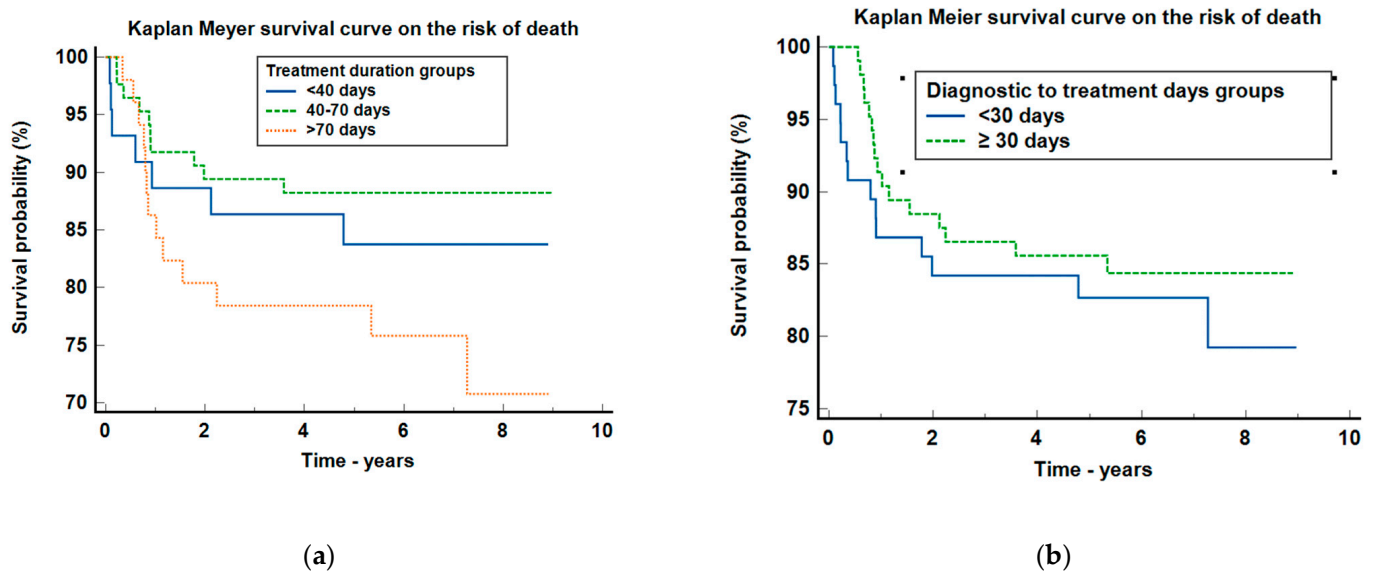 Kaplan Meyer survival curve on the risk of death
Survival probability (%)
100
95
90
85
80
75
70
Treatment duration groups
<40 days
40-70 days
>70 days
0 2 4 6 8 10
Time - years
(a)
Kaplan Meier survival curve on the risk of death
Survival probability (%)
100
95
90
85
80
75
Diagnostic to treatment days groups
<30 days
≥ 30 days
0 2 4 6 8 10
Time - years
(b)